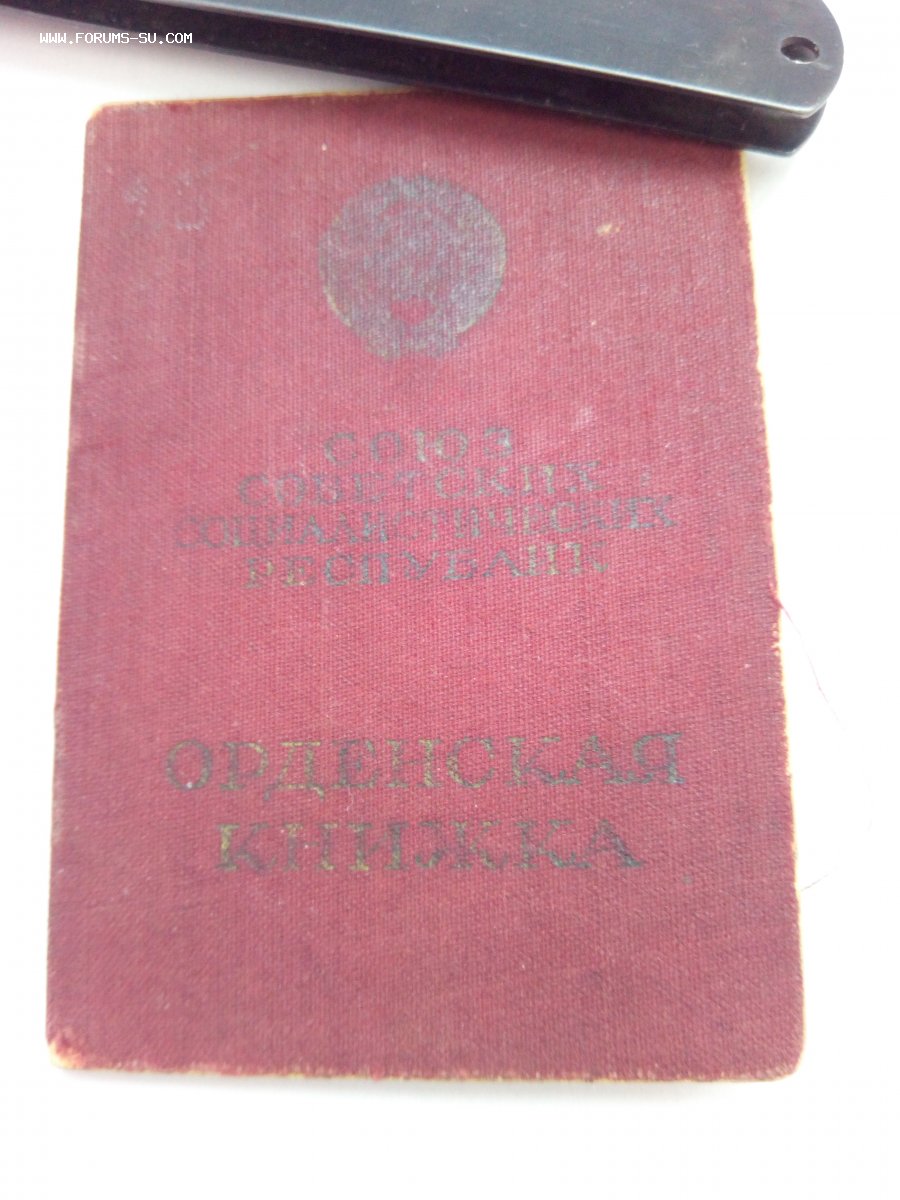 WWW.FORUMS-SU.COM
СОЮЗ
СОВЕТСКИХ
СОЦИАЛИСТИЧЕСКИХ
РЕСПУБЛИК
ОРДЕНСКАЯ
КНИЖКА